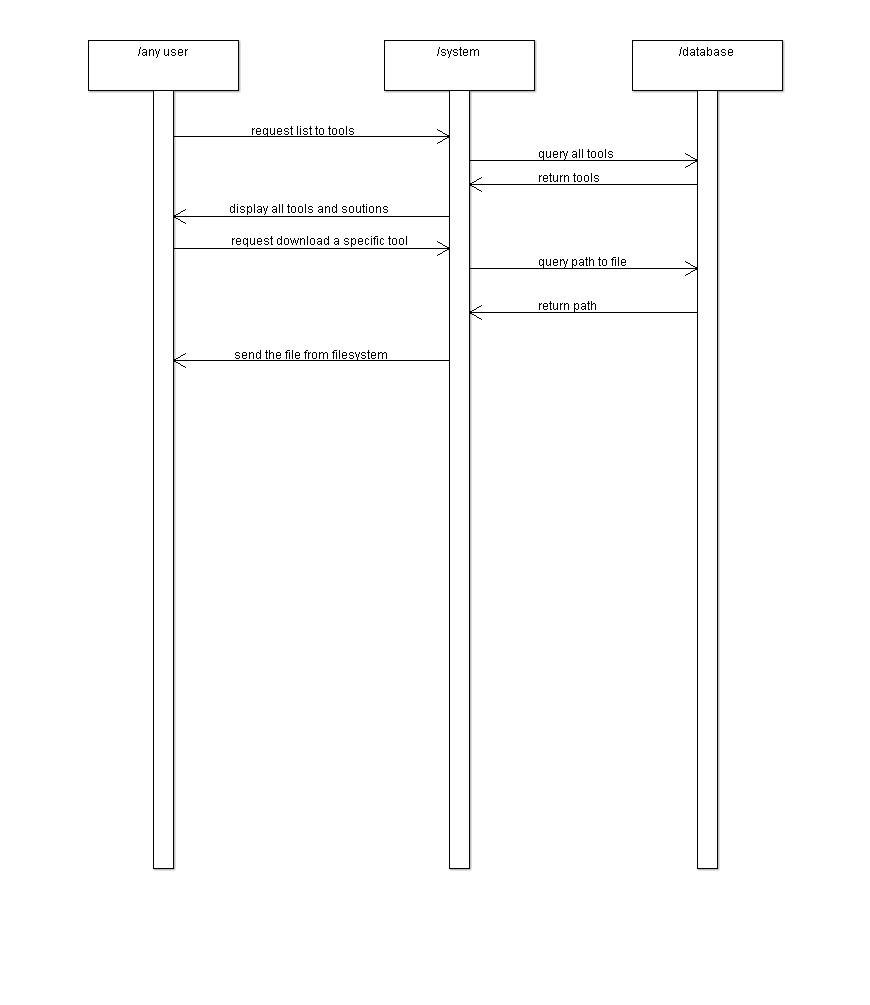 /any user
/system
/database
request list to tools
query all tools
return tools
display all tools and soutions
request download a specific tool
query path to file
return path
send the file from filesystem